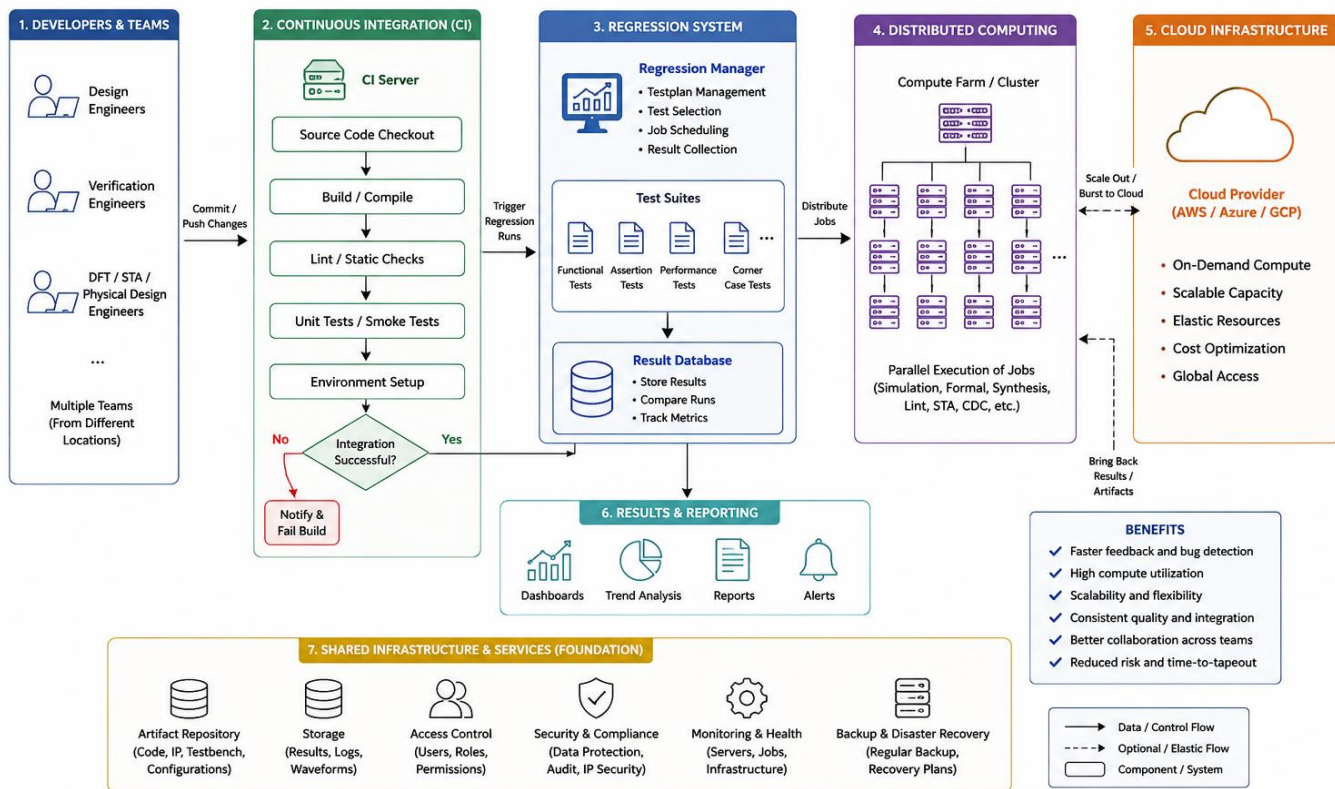 1. DEVELOPERS & TEAMS
Design
Engineers
Verification
Engineers
DFT / STA /
Physical Design
Engineers
...
Multiple Teams
(From Different
Locations)
Commit /
Push Changes
2. CONTINUOUS INTEGRATION (CI)
CI Server
Source Code Checkout
Build / Compile
Lint / Static Checks
Unit Tests / Smoke Tests
Environment Setup
Integration
Successful?
No
Yes
Notify &
Fail Build
Trigger
Regression
Runs
3. REGRESSION SYSTEM
Regression Manager
• Testplan Management
• Test Selection
• Job Scheduling
• Result Collection
Test Suites
Functional
Tests
Assertion
Tests
Performance
Tests
Corner
Case Tests
...
Result Database
• Store Results
• Compare Runs
• Track Metrics
Distribute
Jobs
4. DISTRIBUTED COMPUTING
Compute Farm / Cluster
...
Parallel Execution of Jobs
(Simulation, Formal, Synthesis,
Lint, STA, CDC, etc.)
Scale Out /
Burst to Cloud
Bring Back
Results /
Artifacts
5. CLOUD INFRASTRUCTURE
Cloud Provider
(AWS / Azure / GCP)
• On-Demand Compute
• Scalable Capacity
• Elastic Resources
• Cost Optimization
• Global Access
6. RESULTS & REPORTING
Dashboards
Trend Analysis
Reports
Alerts
BENEFITS
✓ Faster feedback and bug detection
✓ High compute utilization
✓ Scalability and flexibility
✓ Consistent quality and integration
✓ Better collaboration across teams
✓ Reduced risk and time-to-tapeout
7. SHARED INFRASTRUCTURE & SERVICES (FOUNDATION)
Artifact Repository
(Code, IP, Testbench,
Configurations)
Storage
(Results, Logs,
Waveforms)
Access Control
(Users, Roles,
Permissions)
Security & Compliance
(Data Protection,
Audit, IP Security)
Monitoring & Health
(Servers, Jobs,
Infrastructure)
Backup & Disaster Recovery
(Regular Backup,
Recovery Plans)
Data / Control Flow
Optional / Elastic Flow
Component / System